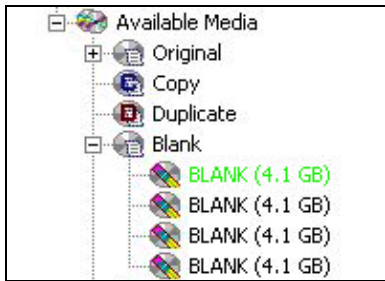 Available Media
Original
Copy
Duplicate
Blank
BLANK (4.1 GB)
BLANK (4.1 GB)
BLANK (4.1 GB)
BLANK (4.1 GB)